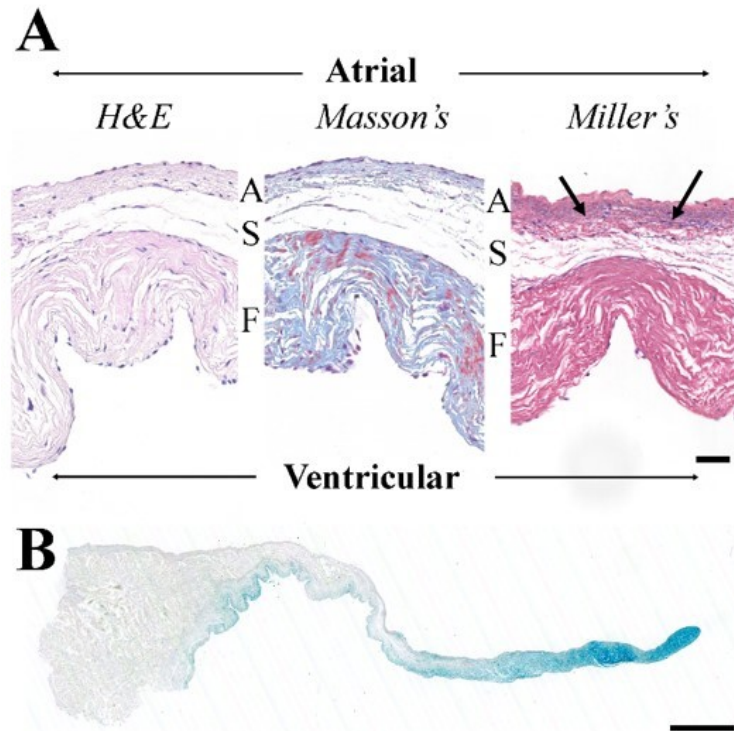 A
Atrial
H&E Masson's Miller's
A A
S S
F F
Ventricular
B